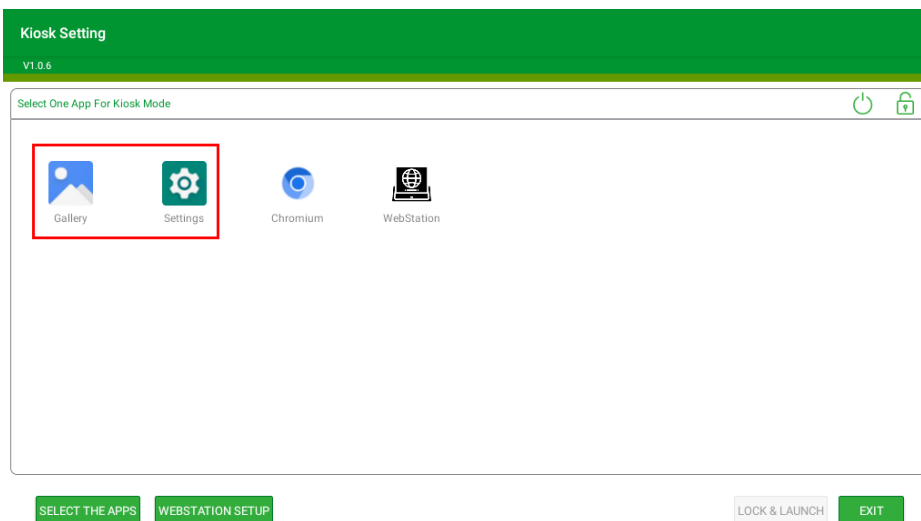 Kiosk Setting
V1.0.6
Select One App For Kiosk Mode
Gallery Settings Chromium WebStation
SELECT THE APPS WEBSTATION SETUP LOCK & LAUNCH EXIT